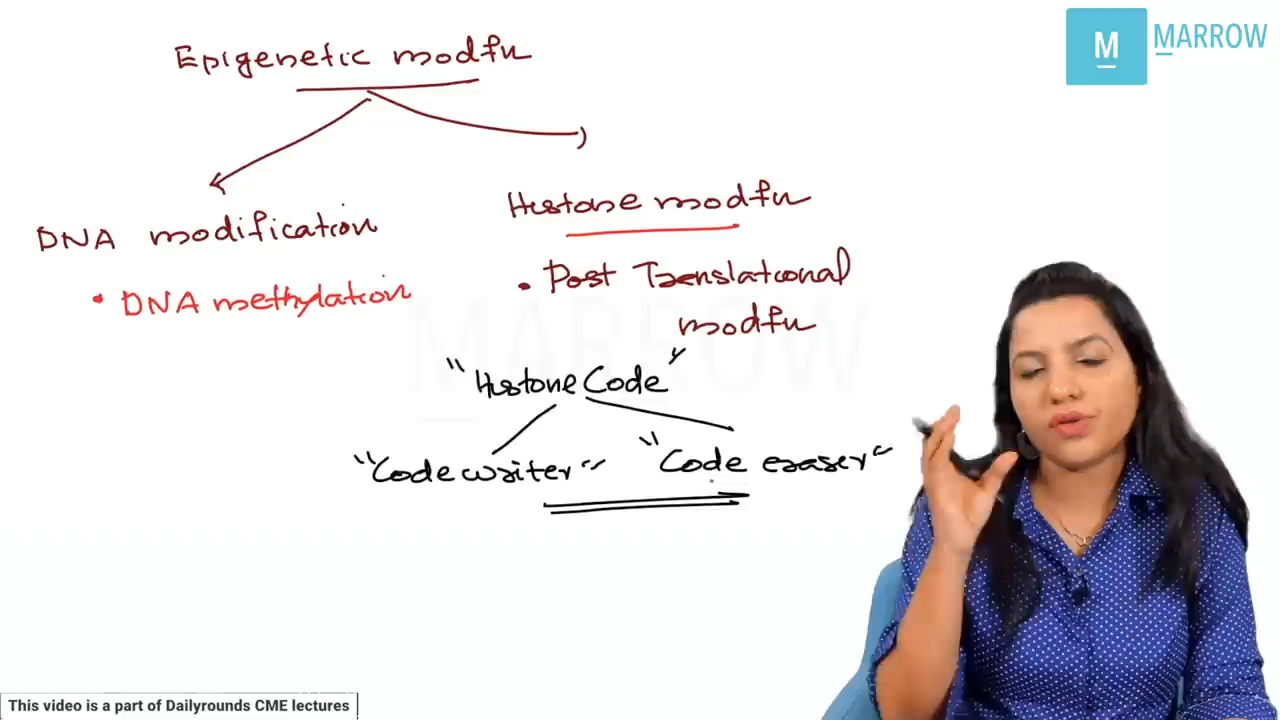 Epigenetic modfn
M MARROW
DNA modification
• DNA methylation
Histone modfn
• Post Translational
modfn
MARROW
"Histone Code"
"Code writer" "Code eraser"
This video is a part of Dailyrounds CME lectures